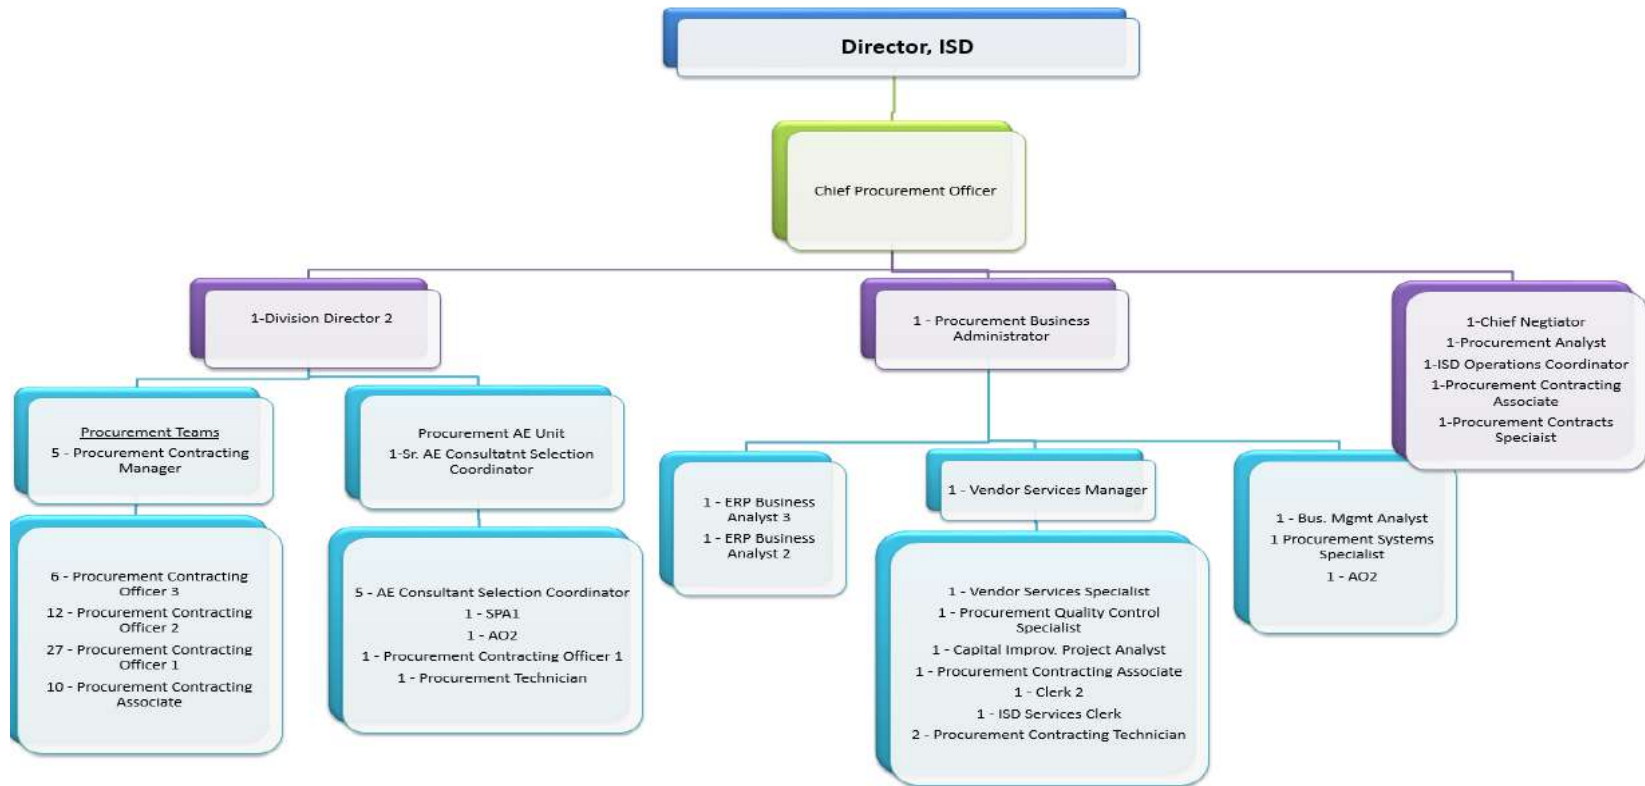 Director, ISD
Chief Procurement Officer
1-Division Director 2
1 - Procurement Business
Administrator
1-Chief Negtiator
1-Procurement Analyst
1-ISD Operations Coordinator
1-Procurement Contracting
Associate
1-Procurement Contracts
Speciaist
Procurement Teams
5 - Procurement Contracting
Manager
Procurement AE Unit
1-Sr. AE Consultatnt Selection
Coordinator
1 - ERP Business
Analyst 3
1 - ERP Business
Analyst 2
1 - Vendor Services Manager
1 - Bus. Mgmt Analyst
1 Procurement Systems
Specialist
1 - AO2
6 - Procurement Contracting
Officer 3
12 - Procurement Contracting
Officer 2
27 - Procurement Contracting
Officer 1
10 - Procurement Contracting
Associate
5 - AE Consultant Selection Coordinator
1 - SPA1
1 - AO2
1 - Procurement Contracting Officer 1
1 - Procurement Technician
1 - Vendor Services Specialist
1 - Procurement Quality Control
Specialist
1 - Capital Improv. Project Analyst
1 - Procurement Contracting Associate
1 - Clerk 2
1 - ISD Services Clerk
2 - Procurement Contracting Technician